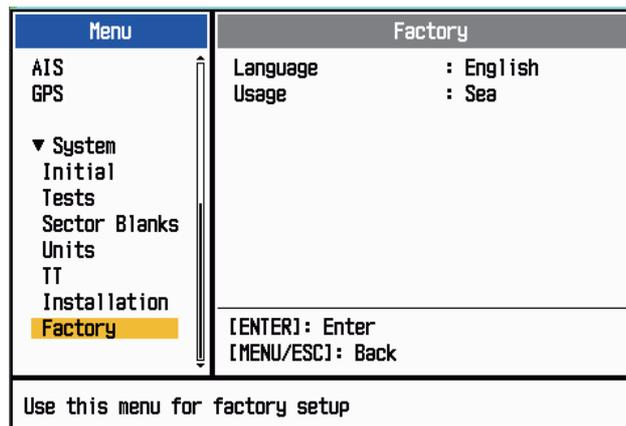 Menu
AIS
GPS
▼ System
Initial
Tests
Sector Blanks
Units
TT
Installation
Factory
Factory
Language : English
Usage : Sea
[ENTER]: Enter
[MENU/ESC]: Back
Use this menu for factory setup